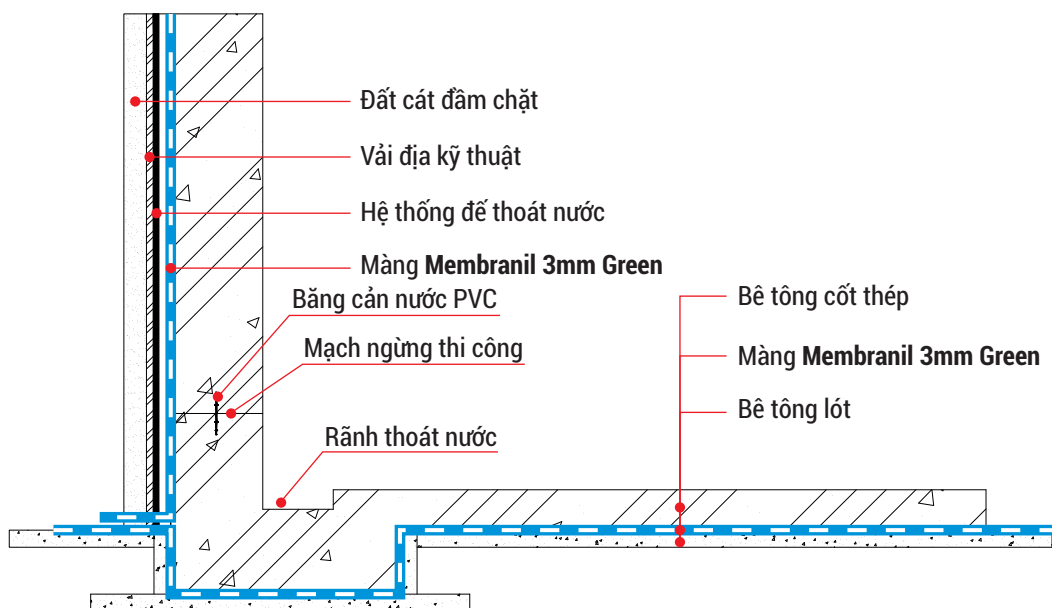 Đất cát đầm chặt
Vải địa kỹ thuật
Hệ thống đế thoát nước
Màng Membranil 3mm Green
Băng cản nước PVC
Mạch ngừng thi công
Rãnh thoát nước
Bê tông cốt thép
Màng Membranil 3mm Green
Bê tông lót